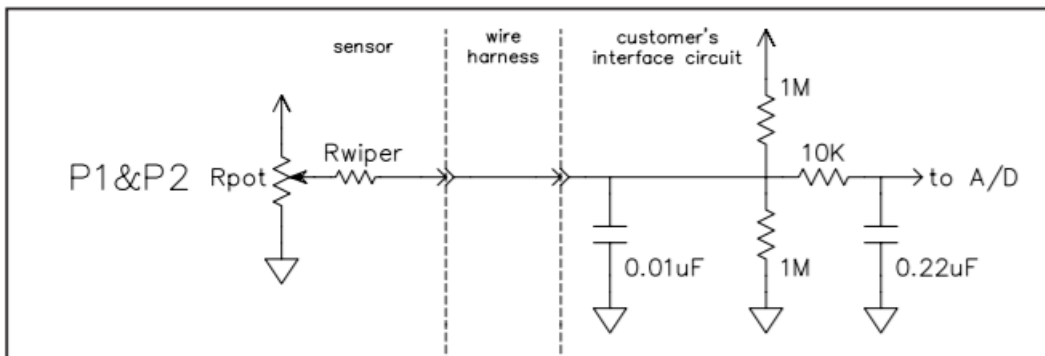 sensor
wire
harness
customer's
interface circuit
1M
P1&P2
Rpot
Rwiper
10K
to A/D
0.01uF
1M
0.22uF